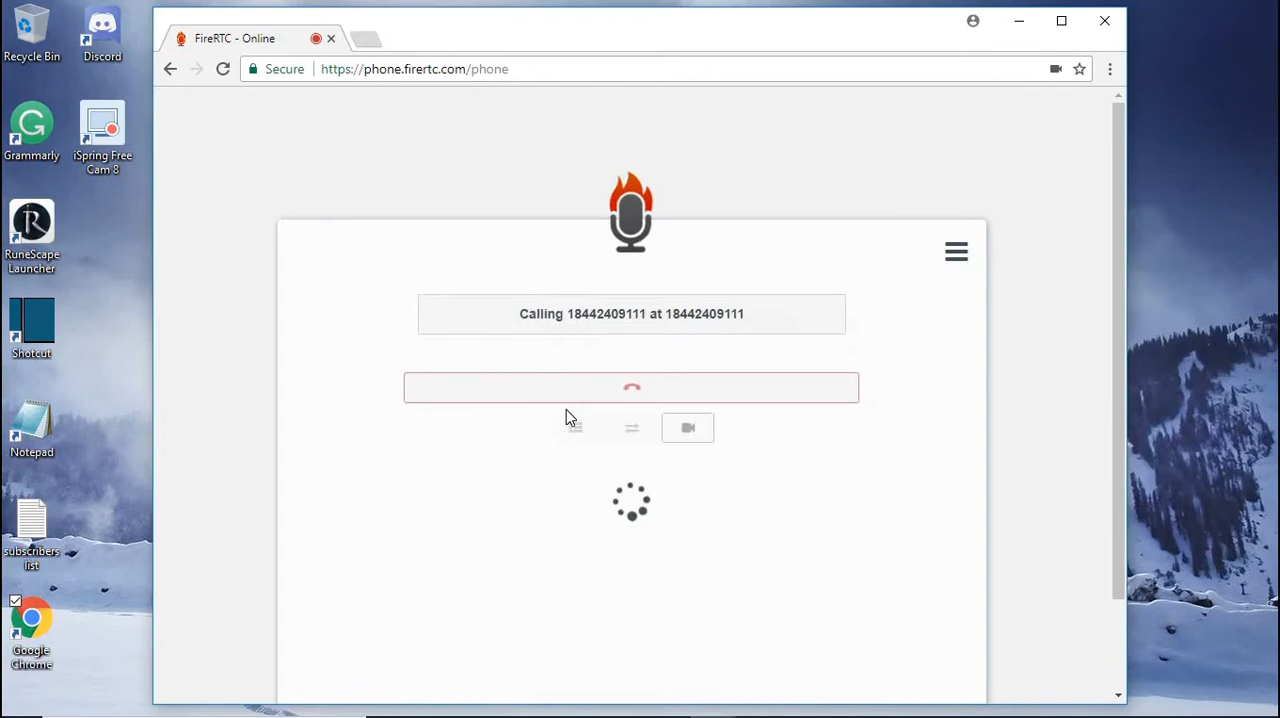 Recycle Bin
Discord
Grammarly
iSpring Free
Cam 8
RuneScape
Launcher
Shotcut
Notepad
subscribers
list
Google
Chrome
FireRTC - Online
Secure
https://phone.firertc.com/phone
Calling 18442409111 at 18442409111